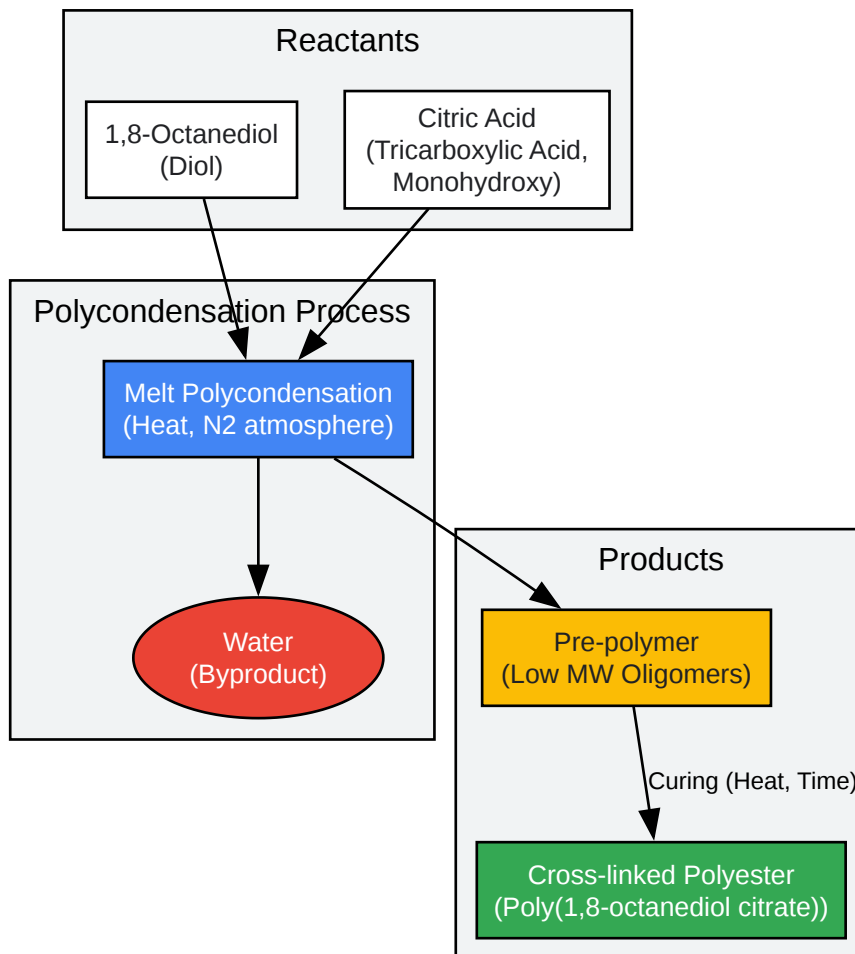 Reactants
1,8-Octanediol
(Diol)
Citric Acid
(Tricarboxylic Acid,
Monohydroxy)
Polycondensation Process
Melt Polycondensation
(Heat, N2 atmosphere)
Water
(Byproduct)
Products
Pre-polymer
(Low MW Oligomers)
Curing (Heat, Time)
Cross-linked Polyester
(Poly(1,8-octanediol citrate))